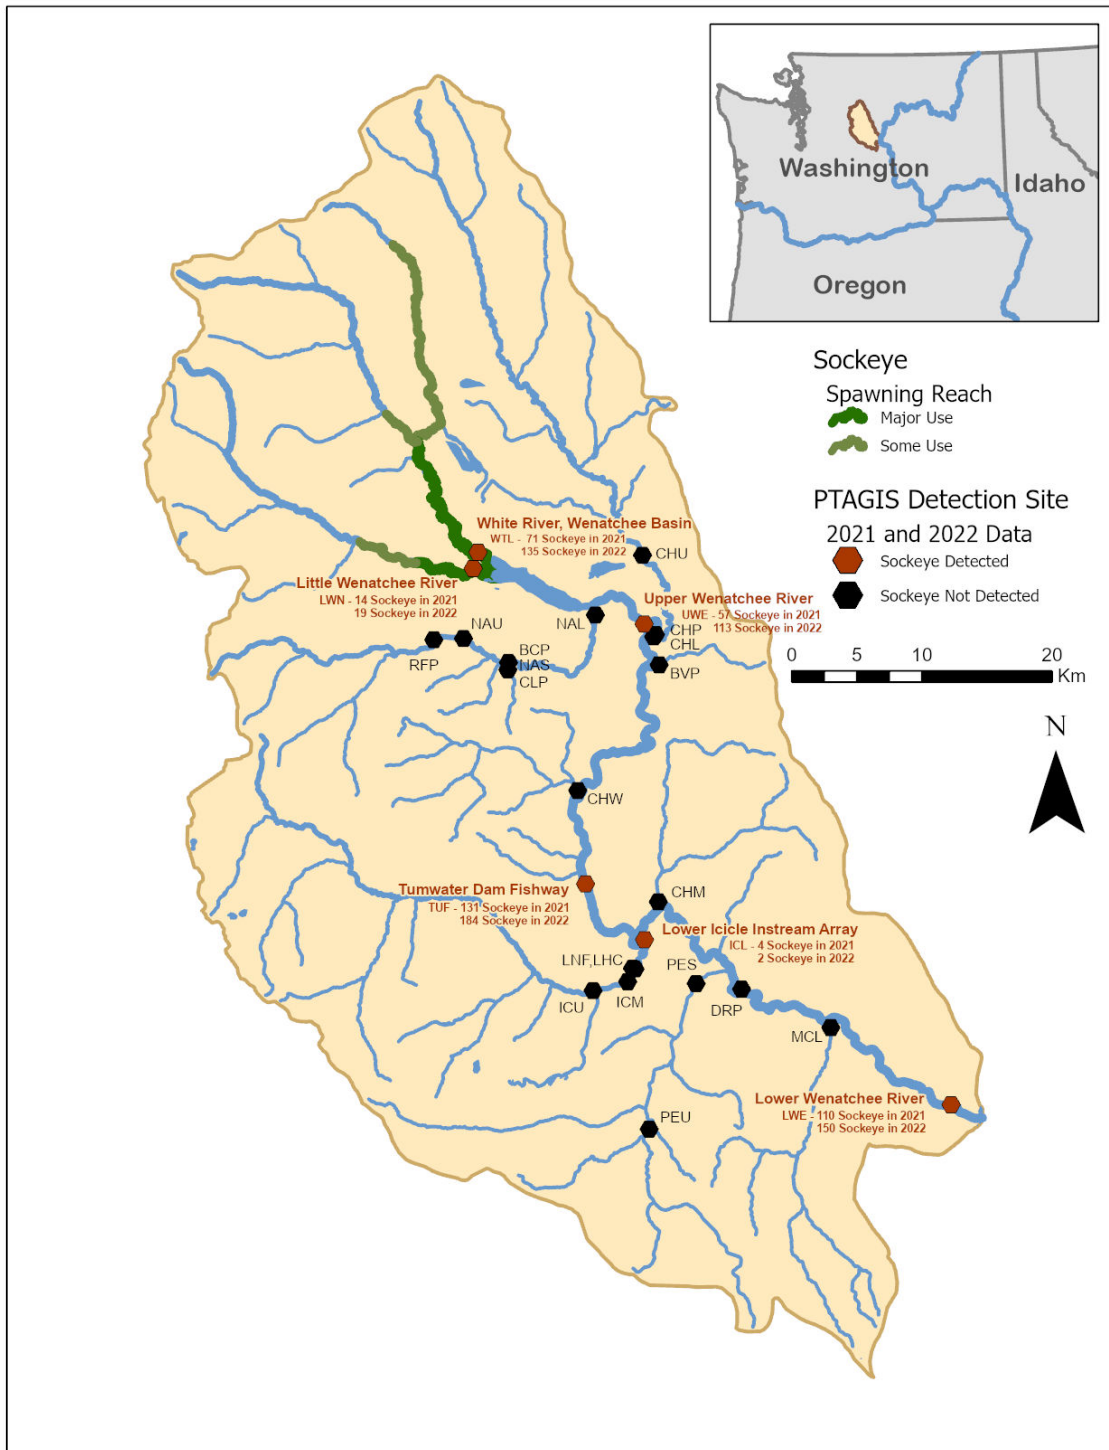 Washington
Idaho
Oregon
Sockeye
Spawning Reach
Major Use
Some Use
PTAGIS Detection Site
2021 and 2022 Data
Sockeye Detected
Sockeye Not Detected
0 5 10 20
Km
N
White River, Wenatchee Basin
WTL - 71 Sockeye in 2021
135 Sockeye in 2022
CHU
Little Wenatchee River
LWN - 14 Sockeye in 2021
19 Sockeye in 2022
Upper Wenatchee River
UWE - 57 Sockeye in 2021
113 Sockeye in 2022
NAU
NAL
CHP
CHL
RFP
BCP
NAS
CLP
BVP
CHW
Tumwater Dam Fishway
TUF - 131 Sockeye in 2021
184 Sockeye in 2022
CHM
Lower Icicle Instream Array
ICL - 4 Sockeye in 2021
2 Sockeye in 2022
LNF,LHC
PES
ICU
ICM
DRP
MCL
Lower Wenatchee River
LWE - 110 Sockeye in 2021
150 Sockeye in 2022
PEU